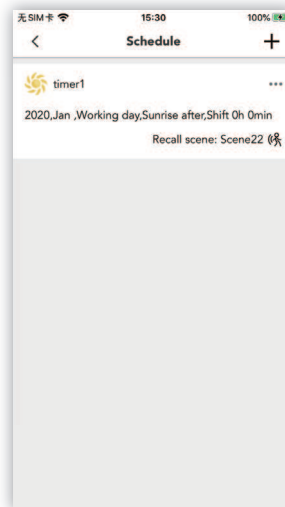 无SIM卡 15:30 100%
Schedule
timer1
2020,Jan ,Working day,Sunrise after,Shift 0h 0min
Recall scene: Scene22